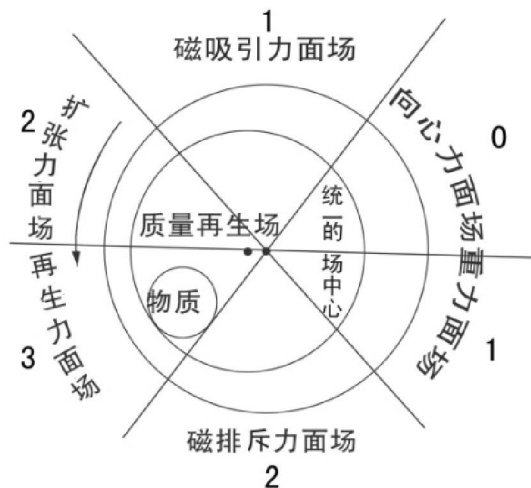 1
磁吸引力面场
2
扩张力面场
0
向心力面场
质量再生场
统一的场中心
物质
再生力面场
3
重力面场
1
磁排斥力面场
2